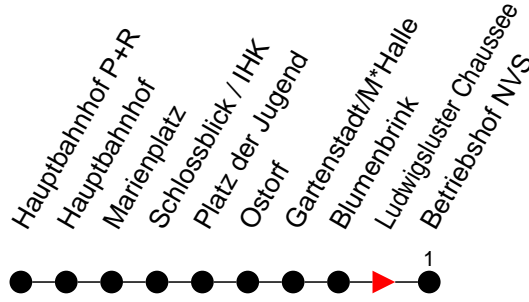 Hauptbahnhof P+R
Hauptbahnhof
Marienplatz
Schlossblick / IHK
Platz der Jugend
Ostorf
Gartenstadt/M*Halle
Blumenbrink
Ludwigsluster Chaussee
Betriebshof NVS
1